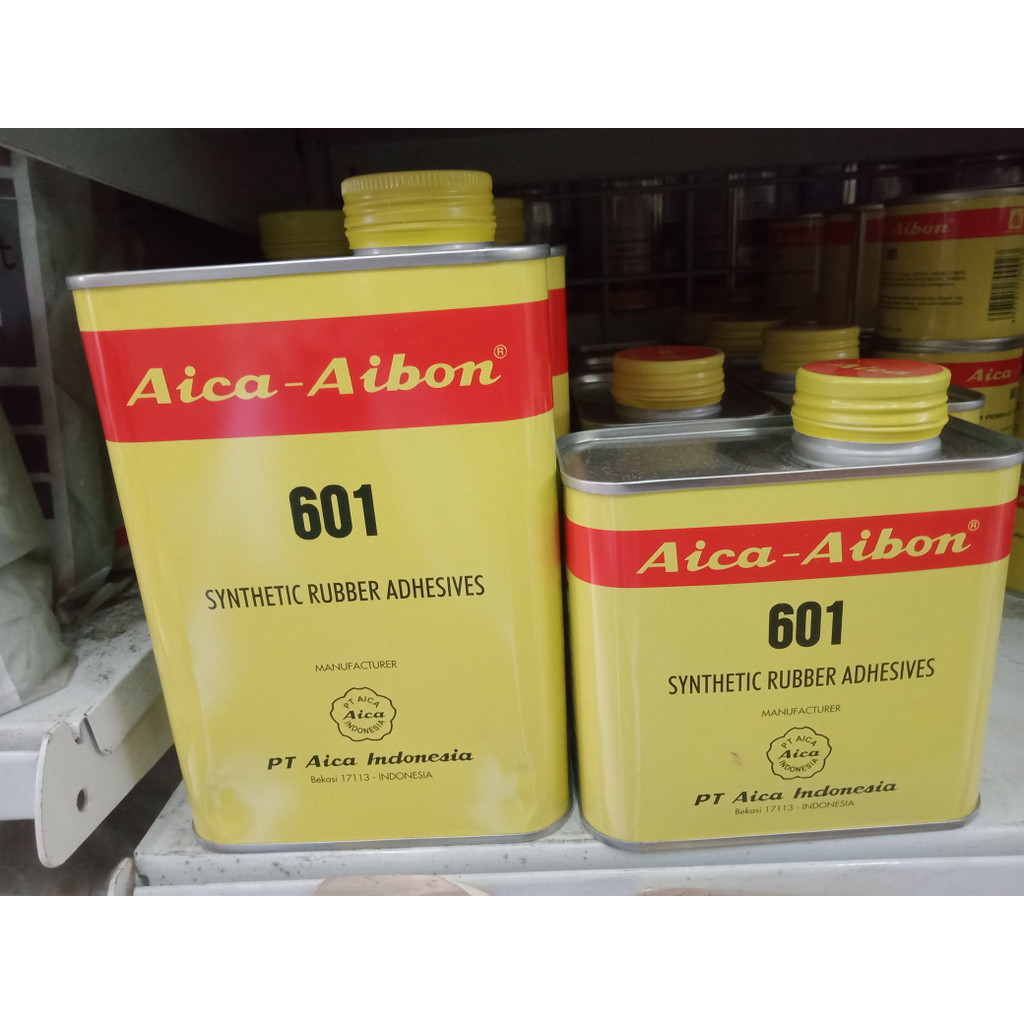 Aica-Aibon®
601
SYNTHETIC RUBBER ADHESIVES
MANUFACTURER
PT AICA
Aica
INDONESIA
PT Aica Indonesia
Bekasi 17113 - INDONESIA
Aica-Aibon®
601
SYNTHETIC RUBBER ADHESIVES
MANUFACTURER
PT AICA
Aica
INDONESIA
PT Aica Indonesia
Bekasi 17113 - INDONESIA
Aibon
Aica-A